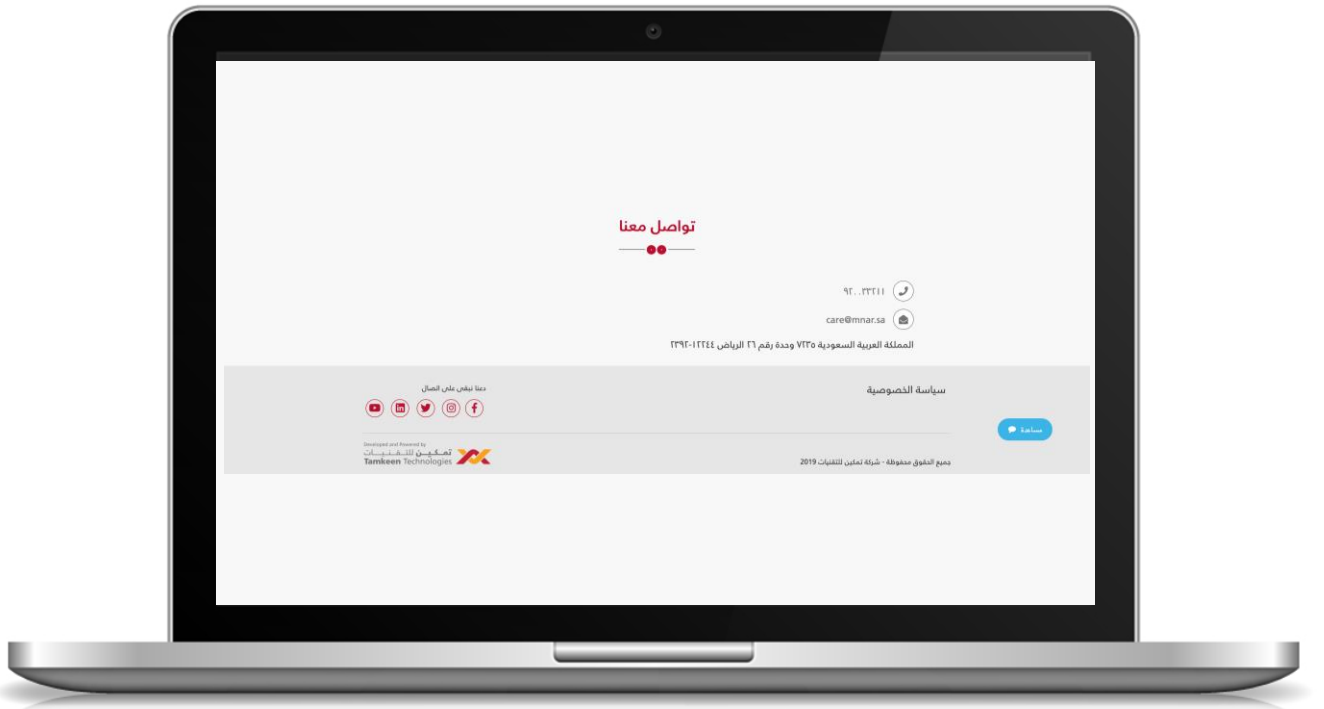 تواصل معنا
٩٢٠٠٣٣٢١١
care@mnar.sa
المملكة العربية السعودية ٧٢٣٥ وحدة رقم ٢٦ الرياض ١٢٢٤٤-٢٣٩٢
سياسة الخصوصية
دعنا نبقى على اتصال
مساعدة
جميع الحقوق محفوظة - شركة تمكين للتقنيات 2019
Developed and Powered by
تمكين للتقنيات
Tamkeen Technologies